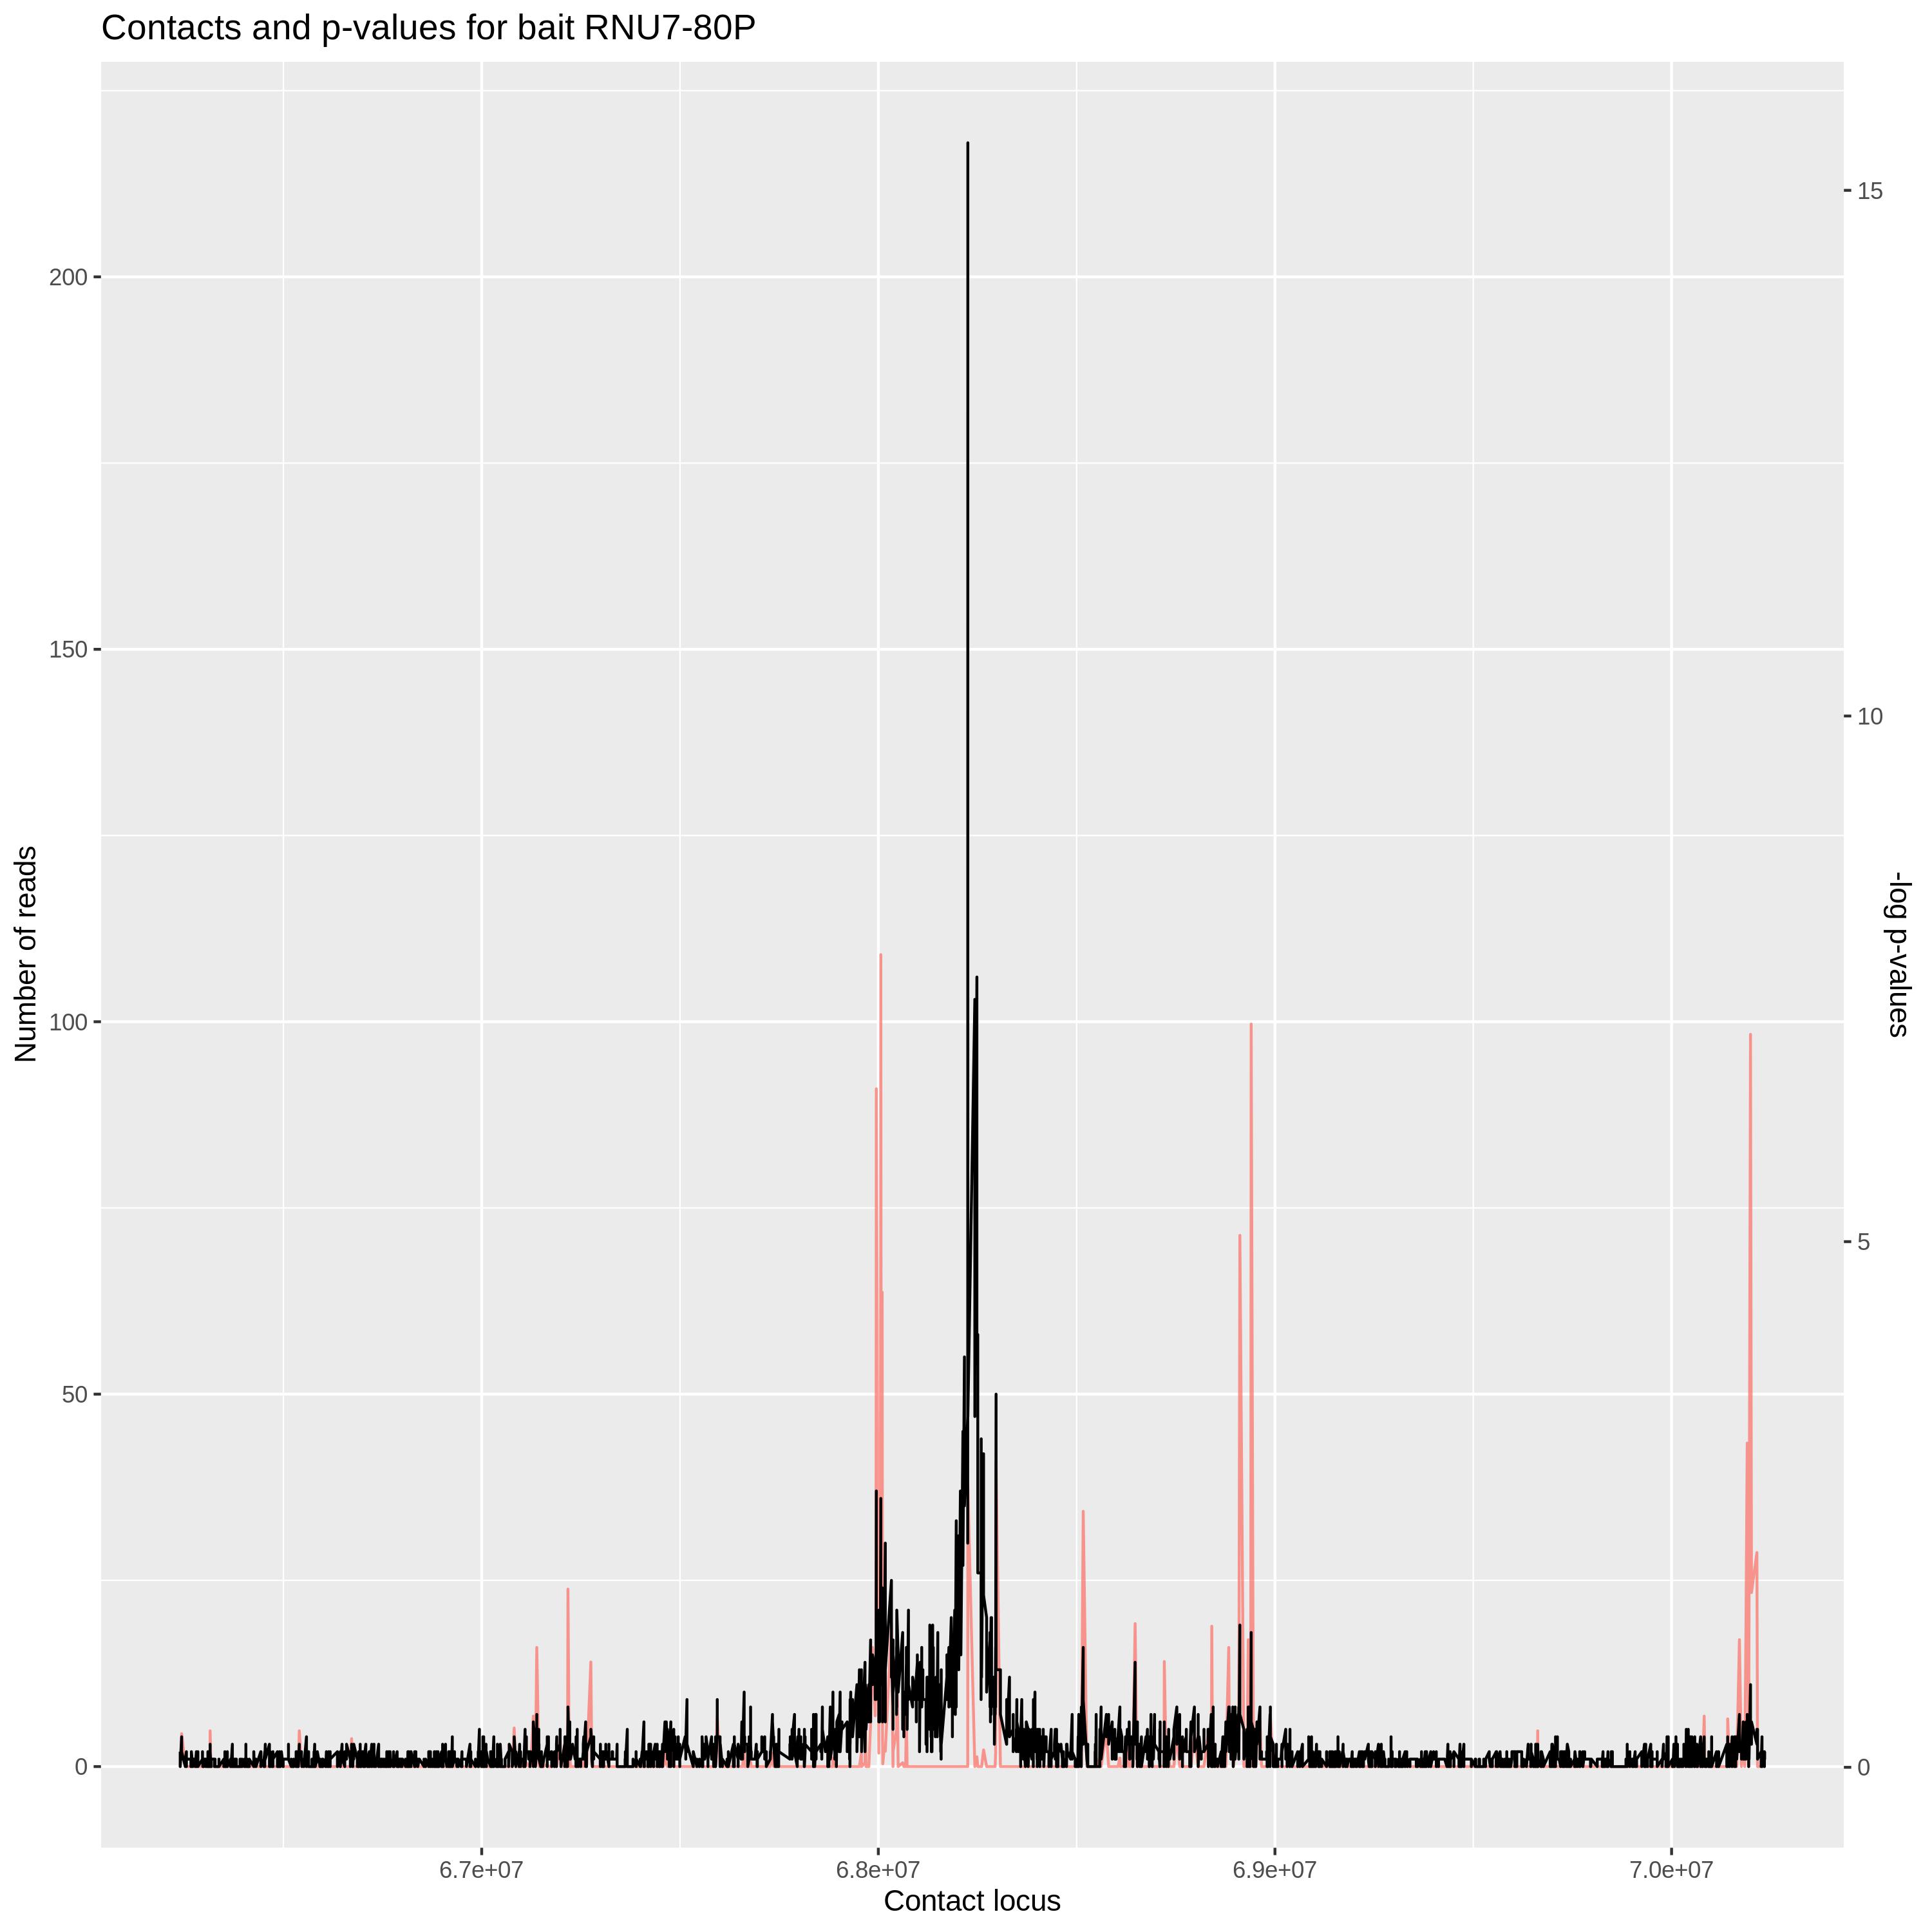 Contacts and p-values for bait RNU7-80P
200
150
100
50
0
Number of reads
15
10
5
0
-log p-values
6.7e+07
6.8e+07
6.9e+07
7.0e+07
Contact locus